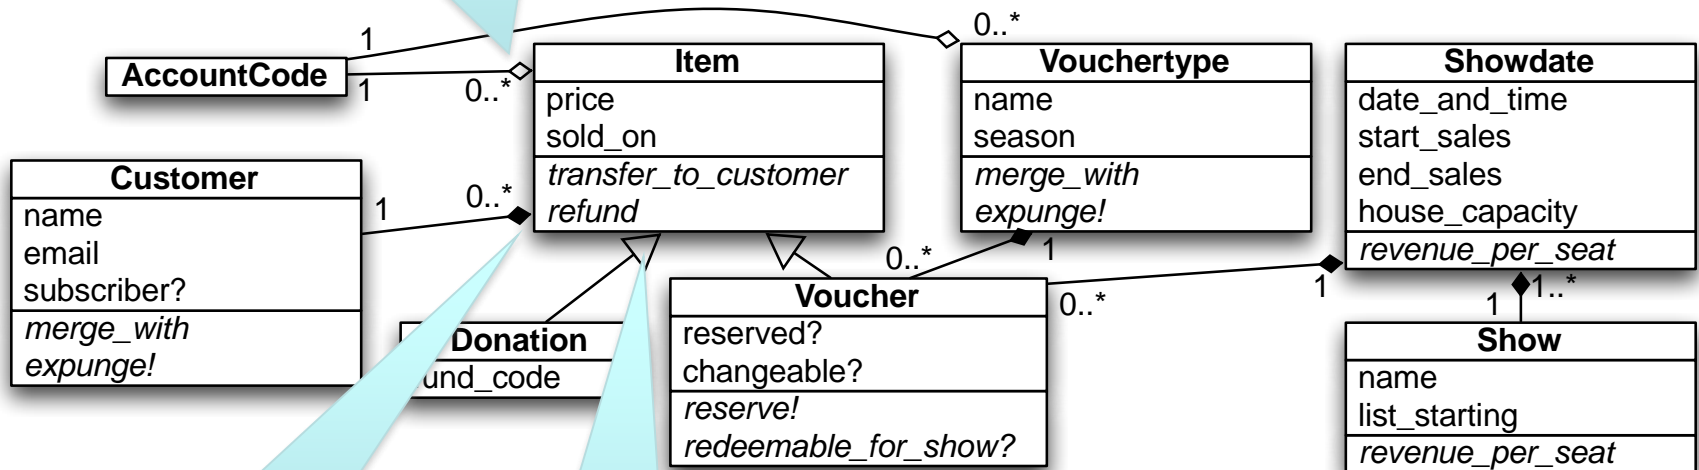 AccountCode
1
0..*
1
0..*
Item
price
sold_on
transfer_to_customer
refund
Vouchertype
name
season
merge_with
expunge!
Showdate
date_and_time
start_sales
end_sales
house_capacity
revenue_per_seat
Customer
name
email
subscriber?
merge_with
expunge!
1
0..*
Donation
und_code
Voucher
reserved?
changeable?
reserve!
redeemable_for_show?
0..*
1
0..*
1
1
1..*
Show
name
list_starting
revenue_per_seat